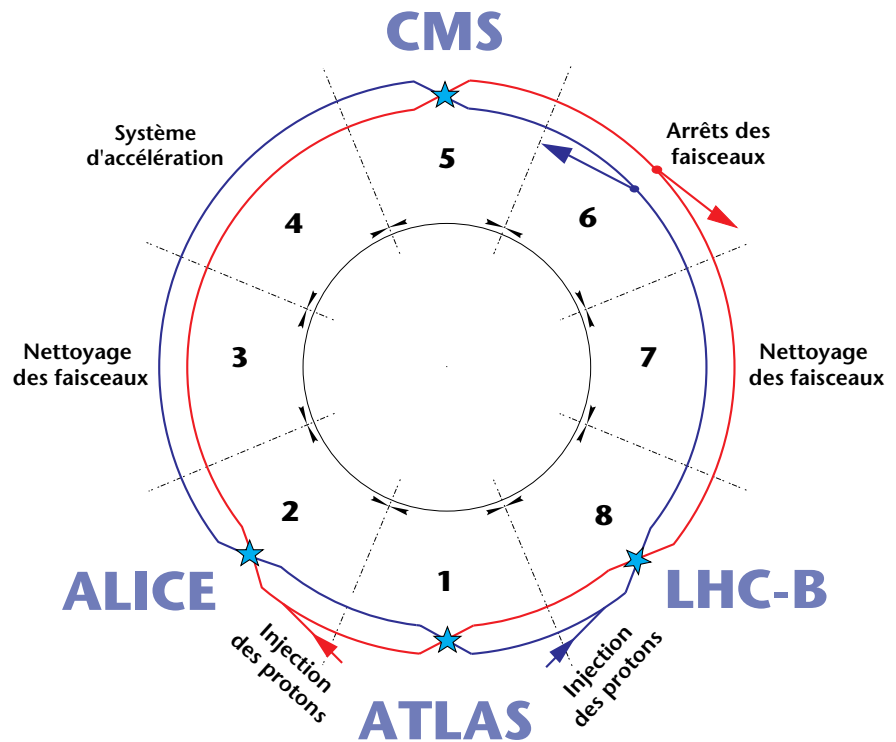 CMS
Système
d'accélération
Arrêts des
faisceaux
5
4
6
Nettoyage
des faisceaux
3
7
Nettoyage
des faisceaux
2
8
ALICE
1
LHC-B
Injection
des protons
Injection
des protons
ATLAS